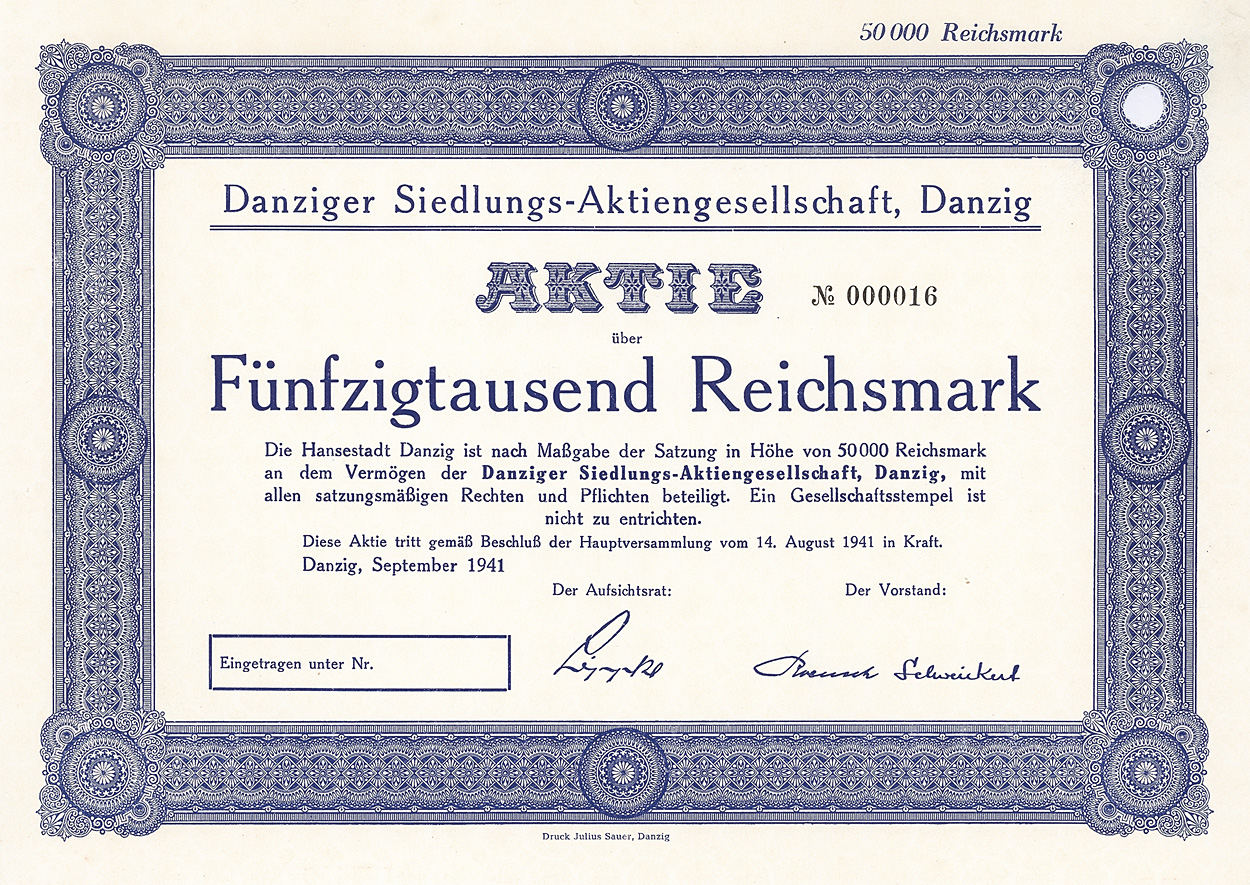 50 000 Reichsmark
Danziger Siedlungs-Aktiengesellschaft, Danzig
AKTIE
№ 000016
über
Fünfzigtausend Reichsmark
Die Hansestadt Danzig ist nach Maßgabe der Satzung in Höhe von 50 000 Reichsmark
an dem Vermögen der Danziger Siedlungs-Aktiengesellschaft, Danzig, mit
allen satzungsmäßigen Rechten und Pflichten beteiligt. Ein Gesellschaftsstempel ist
nicht zu entrichten.
Diese Aktie tritt gemäß Beschluß der Hauptversammlung vom 14. August 1941 in Kraft.
Danzig, September 1941
Der Aufsichtsrat: Der Vorstand:
Eingetragen unter Nr.
Schweickert
Druck Julius Sauer, Danzig